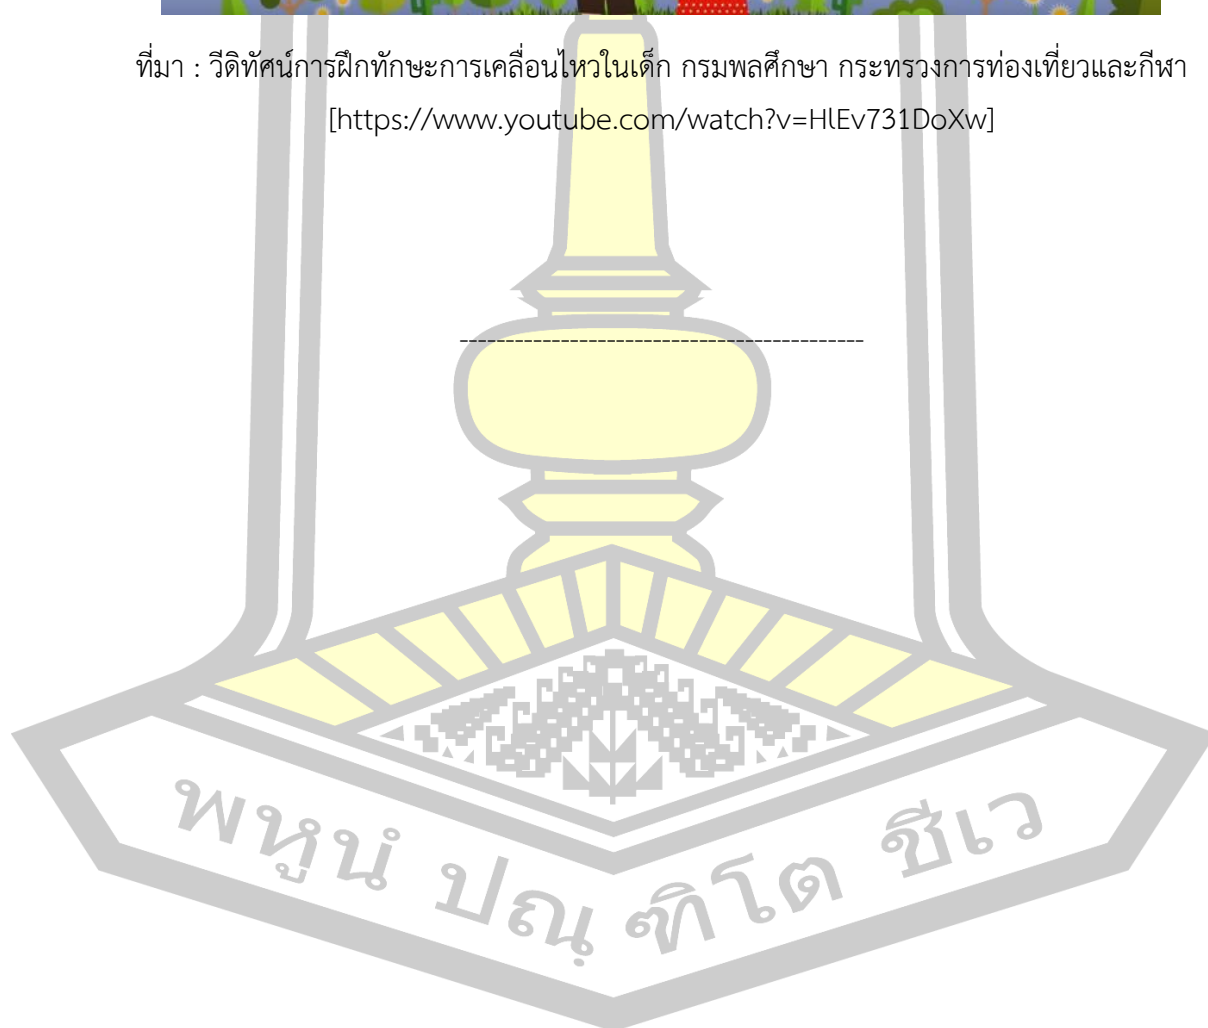 ที่มา : วีดิทัศน์การฝึกทักษะการเคลื่อนไหวในเด็ก กรมพลศึกษา กระทรวงการท่องเที่ยวและกีฬา
[https://www.youtube.com/watch?v=HlEv731DoXw]
--------------------------------------------
พหูนํ ปณฺฑิโต ชีเว